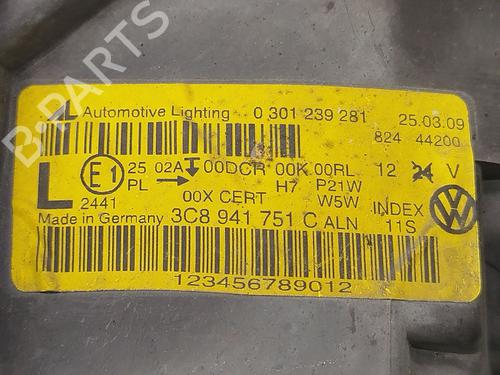 B-PARTS
AL Automotive Lighting 0 301 239 281 25.03.09
824 44200
L E1 25 02A 00DCR 00K 00RL 12 24 V
PL → H7 P21W
2441 00X CERT W5W INDEX
Made in Germany 3C8 941 751 C ALN 11S
123456789012